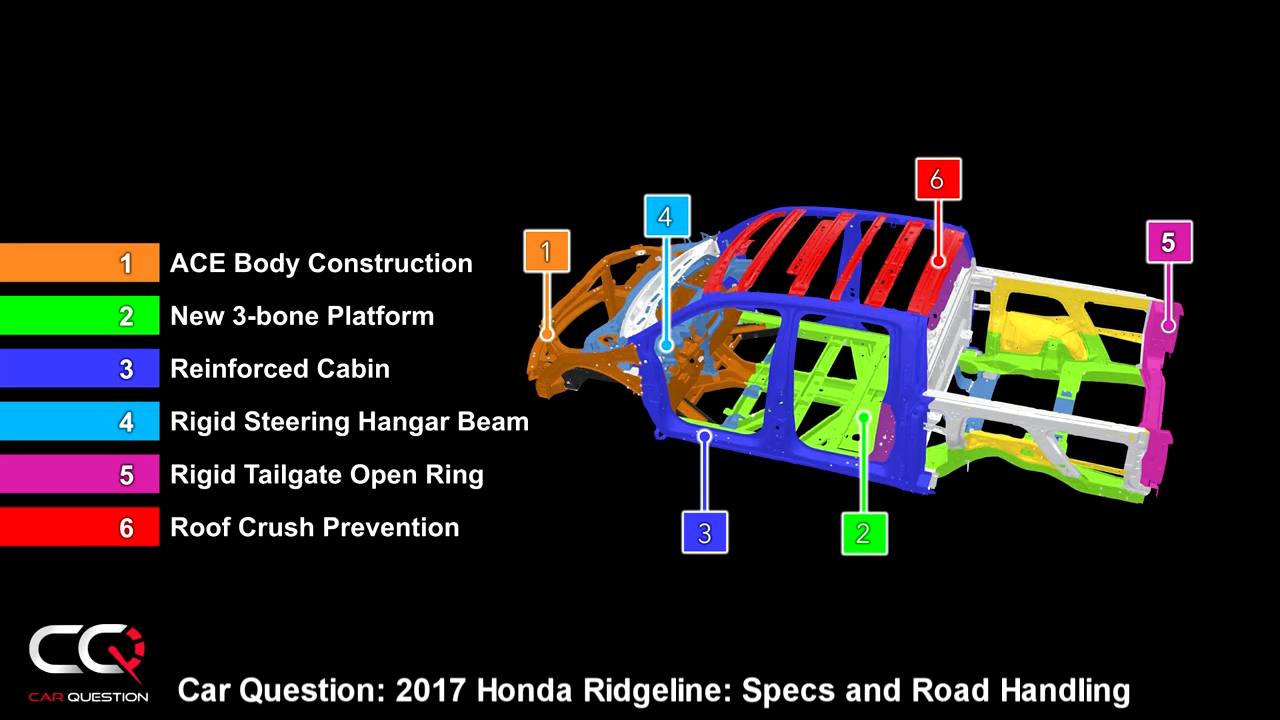 6
4
1
5
1 ACE Body Construction
2 New 3-bone Platform
3 Reinforced Cabin
4 Rigid Steering Hangar Beam
5 Rigid Tailgate Open Ring
6 Roof Crush Prevention
3
2
CQ
CAR QUESTION
Car Question: 2017 Honda Ridgeline: Specs and Road Handling